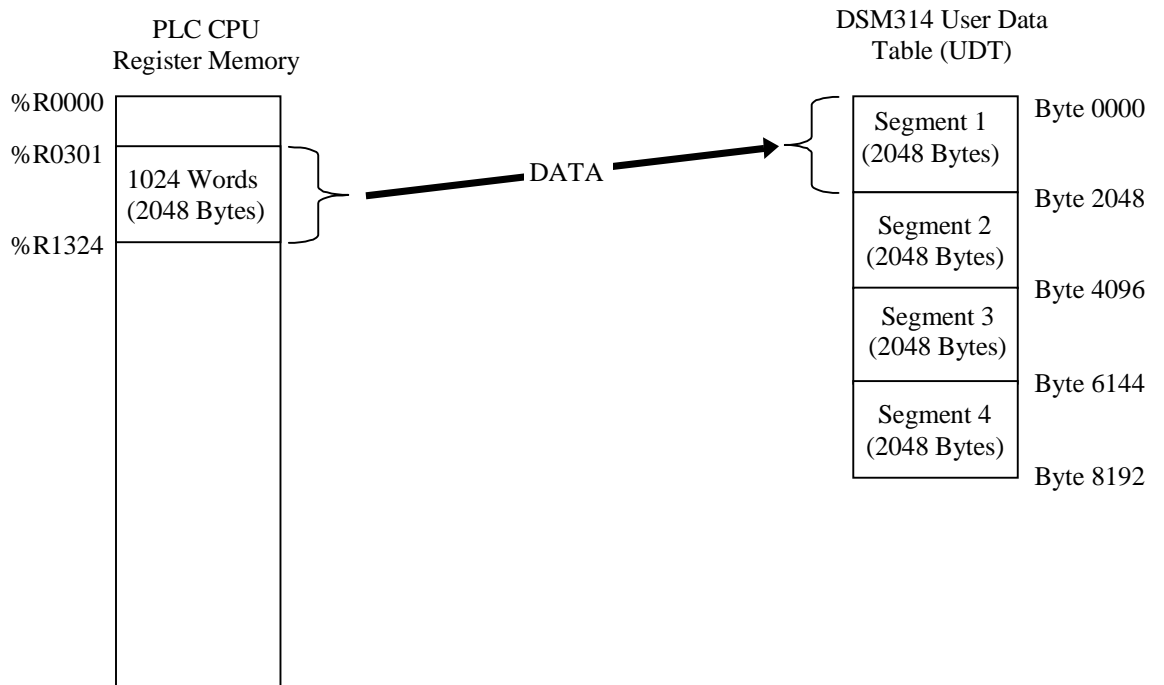 PLC CPU
Register Memory
%R0000
%R0301
1024 Words
(2048 Bytes)
%R1324
DATA
DSM314 User Data
Table (UDT)
Segment 1
(2048 Bytes)
Segment 2
(2048 Bytes)
Segment 3
(2048 Bytes)
Segment 4
(2048 Bytes)
Byte 0000
Byte 2048
Byte 4096
Byte 6144
Byte 8192